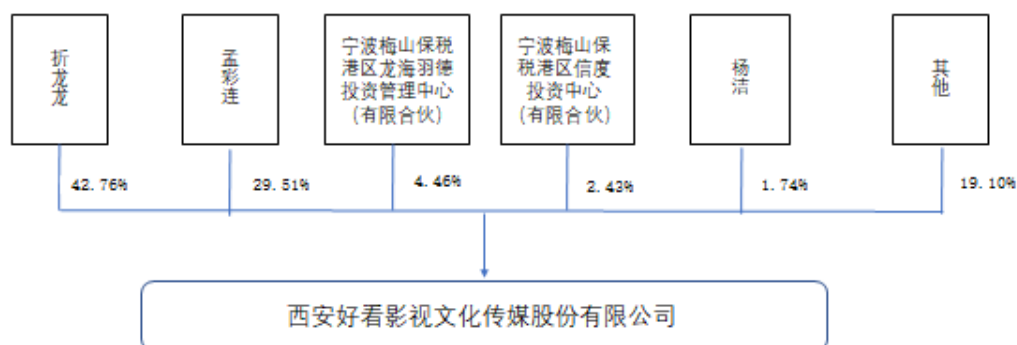 折龙龙
孟彩连
宁波梅山保税
港区龙海羽德
投资管理中心
(有限合伙)
宁波梅山保
税港区信度
投资中心
(有限合伙)
杨洁
其他
42.76%
29.51%
4.46%
2.43%
1.74%
19.10%
西安好看影视文化传媒股份有限公司